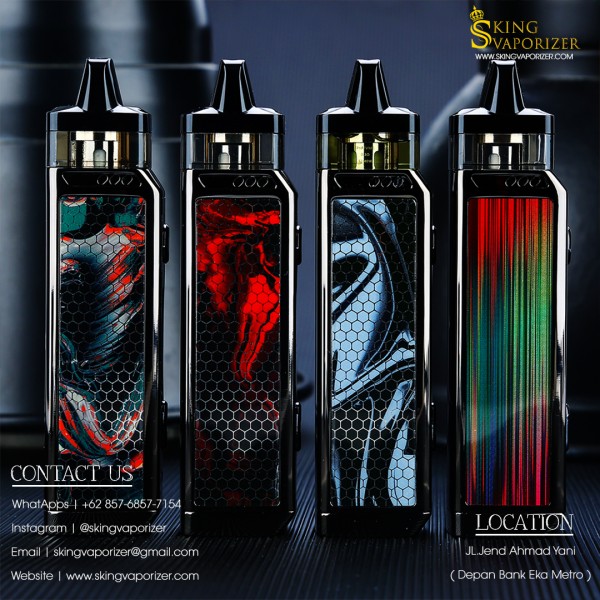 SKING
VAPORIZER
WWW.SKINGVAPORIZER.COM
CONTACT US
WhatApps | +62 857-6857-7154
Instagram | @skingvaporizer
Email | skingvaporizer@gmail.com
Website | www.skingvaporizer.com
LOCATION
JL.Jend Ahmad Yani
( Depan Bank Eka Metro )